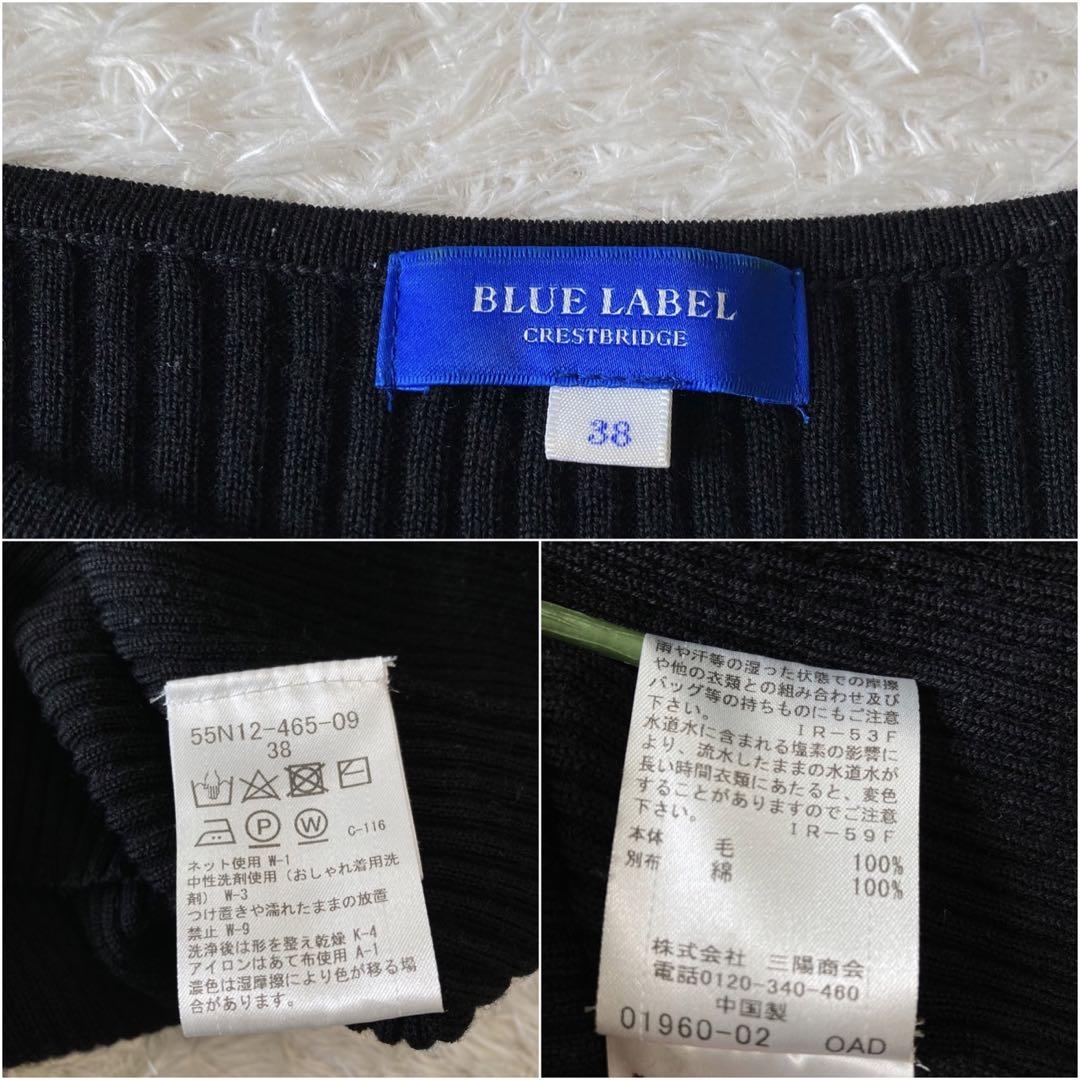 BLUE LABEL
CRESTBRIDGE
38
55N12-465-09
38
P
W
C-116
ネット使用 W-1
中性洗剤使用（おしゃれ着用洗
剤） W-3
つけ置きや濡れたままの放置
禁止 W-9
洗浄後は形を整え乾燥 K-4
アイロンはあて布使用 A-1
濃色は湿摩擦により色が移る場
合があります。
雨や汗等の湿った状態での摩擦
や他の衣類との組み合わせ及び
バッグ等の持ちものにもご注意
下さい。 IR-53F
水道水に含まれる塩素の影響に
より、流水したままの水道水が
長い時間衣類にあたると、変色
することがありますのでご注意
下さい。 IR-59F
本体 毛 100%
別布 綿 100%
株式会社 三陽商会
電話0120-340-460
中国製
01960-02 OAD